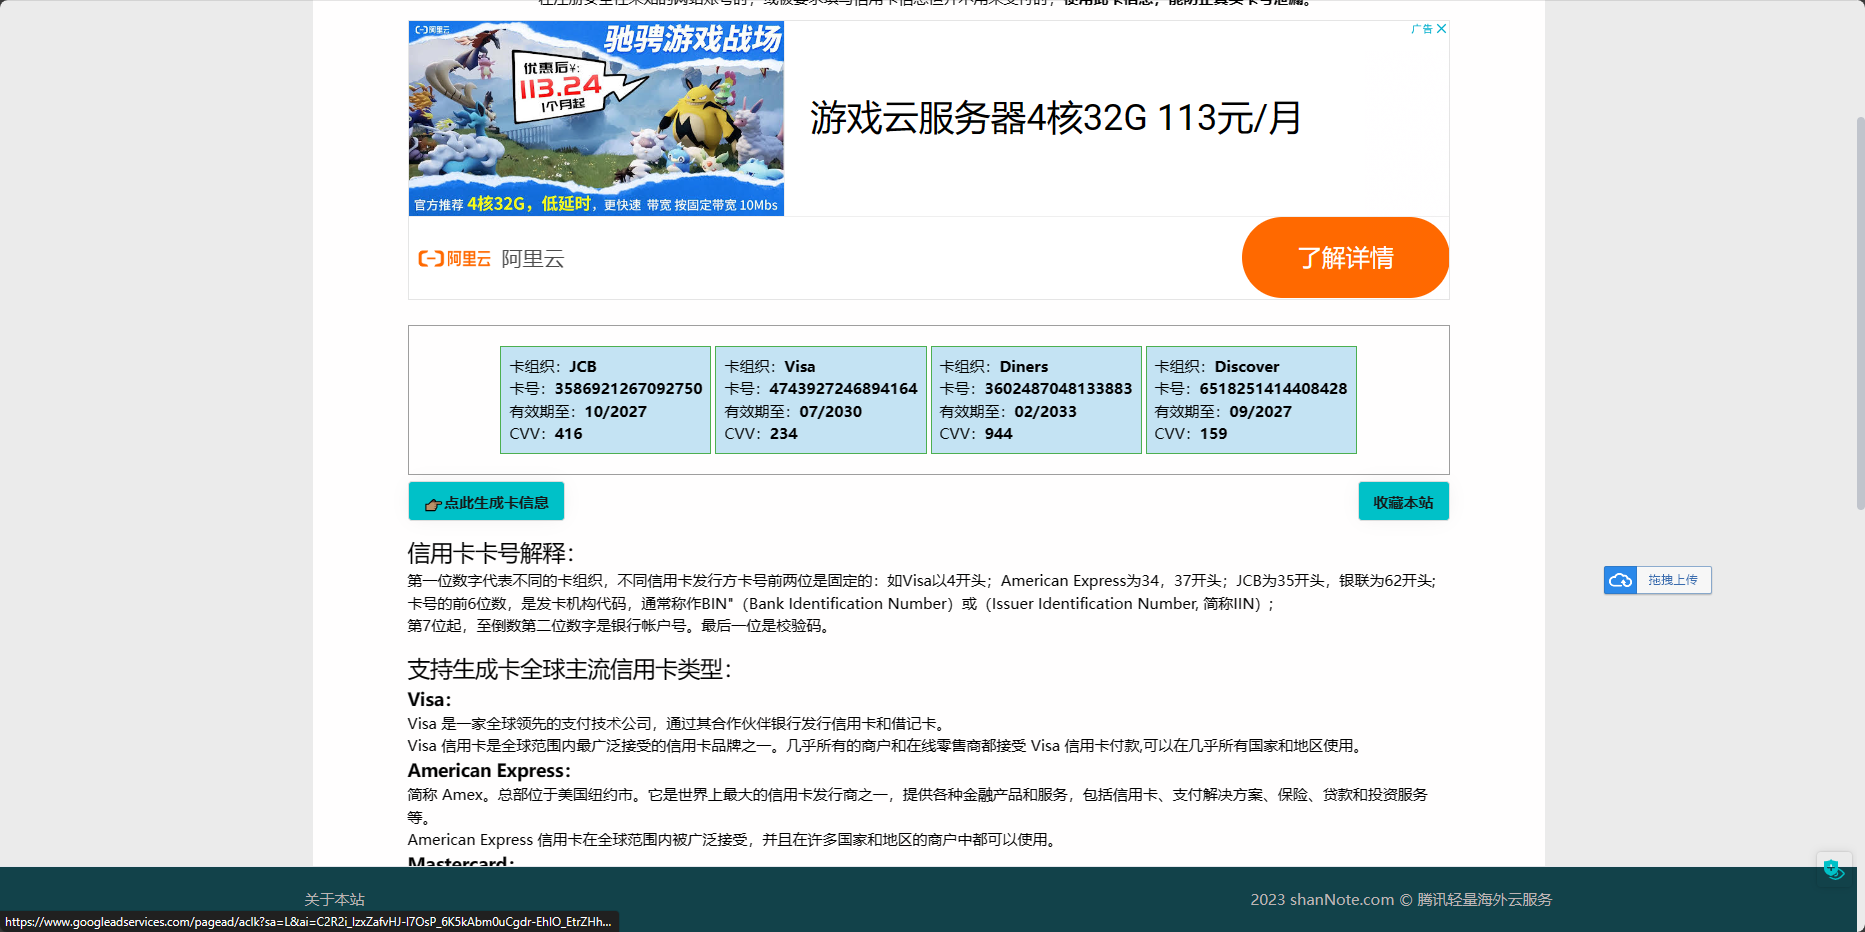 使用此卡信息，能防止真实卡号泄漏。
阿里云
驰骋游戏战场
广告
优惠后¥:
113.24
1个月起
游戏云服务器4核32G 113元/月
官方推荐 4核32G，低延时，更快速 带宽 按固定带宽 10Mbs
阿里云 阿里云
了解详情
卡组织：JCB
卡号：3586921267092750
有效期至：10/2027
CVV：416
卡组织：Visa
卡号：4743927246894164
有效期至：07/2030
CVV：234
卡组织：Diners
卡号：3602487048133883
有效期至：02/2033
CVV：944
卡组织：Discover
卡号：6518251414408428
有效期至：09/2027
CVV：159
点此生成卡信息
收藏本站
信用卡卡号解释：
第一位数字代表不同的卡组织，不同信用卡发行方卡号前两位是固定的：如Visa以4开头；American Express为34，37开头；JCB为35开头，银联为62开头;
卡号的前6位数，是发卡机构代码，通常称作BIN"（Bank Identification Number）或（Issuer Identification Number, 简称IIN）;
第7位起，至倒数第二位数字是银行帐户号。最后一位是校验码。
拖拽上传
支持生成卡全球主流信用卡类型：
Visa：
Visa 是一家全球领先的支付技术公司，通过其合作伙伴银行发行信用卡和借记卡。
Visa 信用卡是全球范围内最广泛接受的信用卡品牌之一。几乎所有的商户和在线零售商都接受 Visa 信用卡付款,可以在几乎所有国家和地区使用。
American Express：
简称 Amex。总部位于美国纽约市。它是世界上最大的信用卡发行商之一，提供各种金融产品和服务，包括信用卡、支付解决方案、保险、贷款和投资服务
等。
American Express 信用卡在全球范围内被广泛接受，并且在许多国家和地区的商户中都可以使用。
Mastercard：
关于本站
2023 shanNote.com © 腾讯轻量海外云服务
https://www.googleadservices.com/pagead/aclk?sa=L&ai=C2R2i_IzxZafvHJ-I7OsP_6K5kAbm0uCgdr-EhIO_EtrZHh...